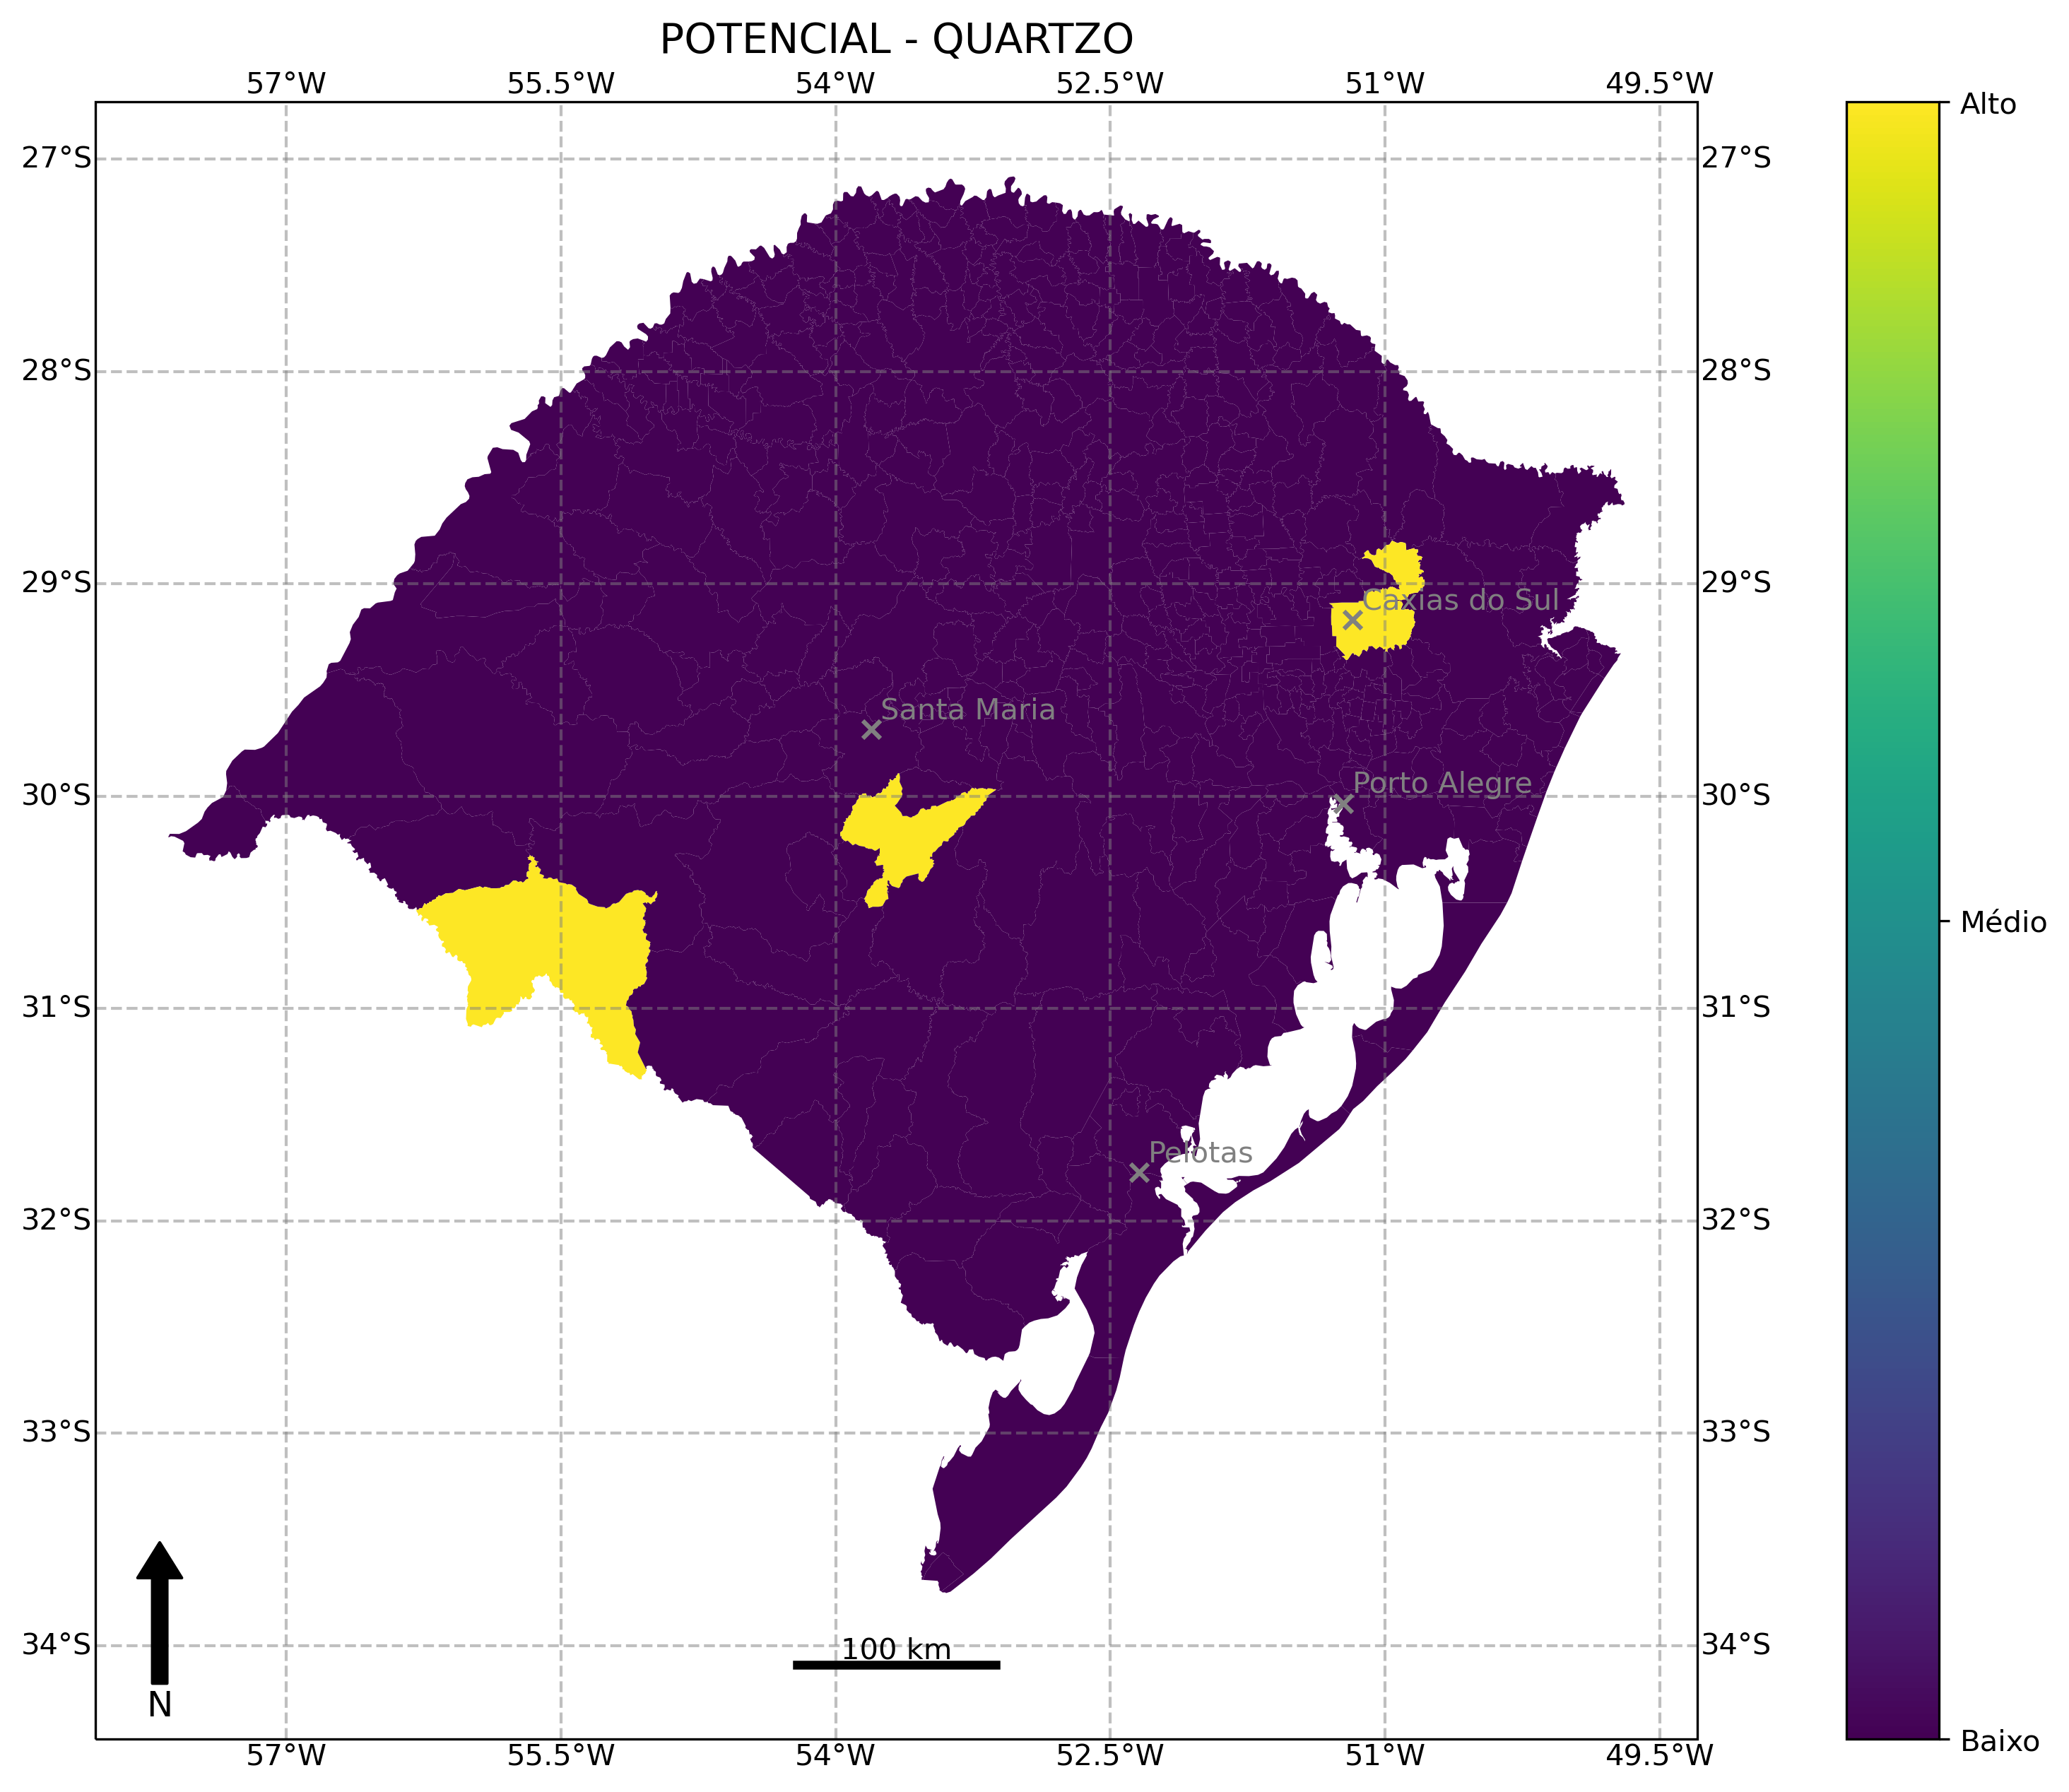 POTENCIAL - QUARTZO
57°W 55.5°W 54°W 52.5°W 51°W 49.5°W
Alto
27°S 27°S
28°S 28°S
29°S 29°S
Caxias do Sul
Santa Maria
Porto Alegre
30°S 30°S
Médio
31°S 31°S
Pelotas
32°S 32°S
33°S 33°S
34°S 34°S
100 km
N
Baixo
57°W 55.5°W 54°W 52.5°W 51°W 49.5°W